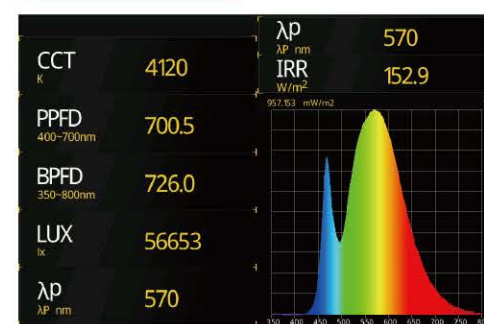 CCT
K
4120
PPFD
400~700nm
700.5
BPFD
350~800nm
726.0
LUX
lx
56653
λp
λP nm
570
λp
λP nm
570
IRR
W/m2
152.9
957.153 mW/m2
350 400 450 500 550 600 650 700 750 80